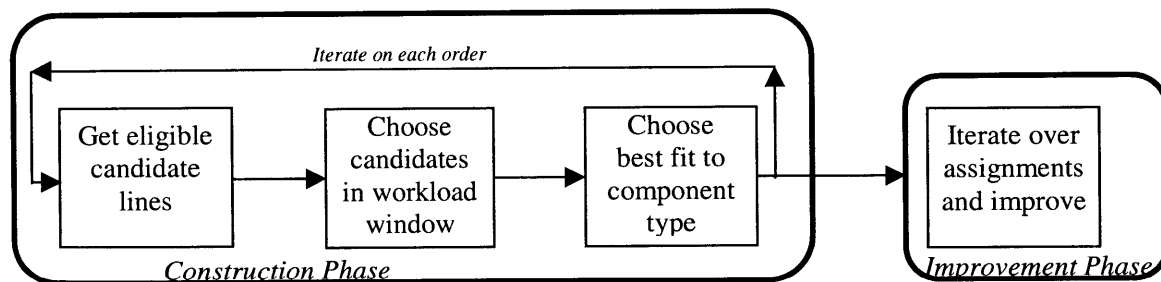 Iterate on each order
Get eligible
candidate
lines
Choose
candidates
in workload
window
Choose
best fit to
component
type
Iterate over
assignments
and improve
Construction Phase
Improvement Phase